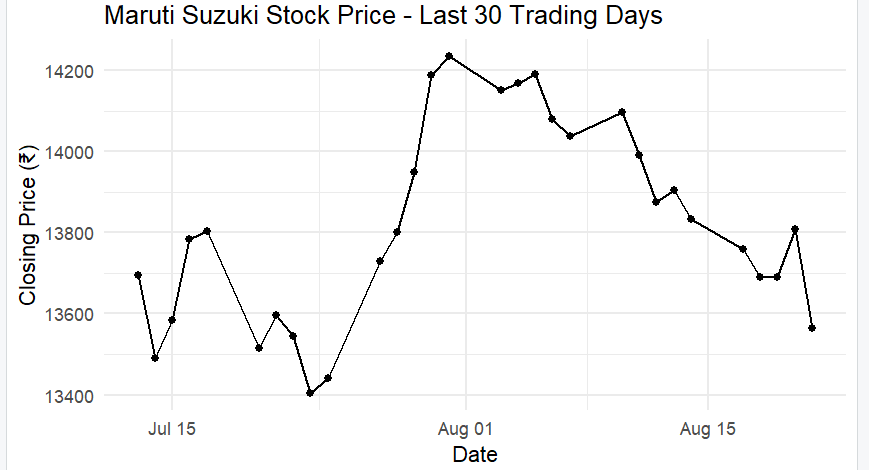 Maruti Suzuki Stock Price - Last 30 Trading Days
Closing Price (₹)
14200
14000
13800
13600
13400
Jul 15
Aug 01
Aug 15
Date